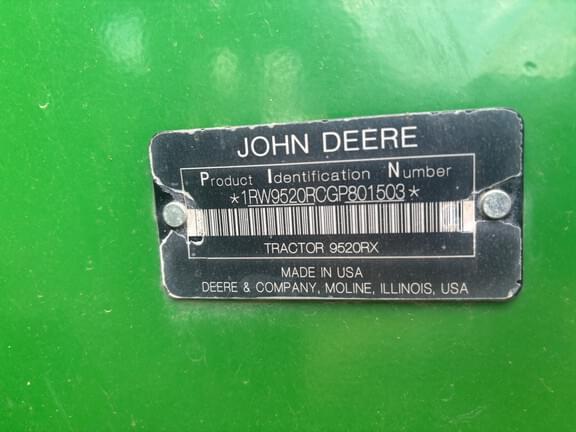 JOHN DEERE
Product Identification Number
*1RW9520RCGP801503*
TRACTOR 9520RX
MADE IN USA
DEERE & COMPANY, MOLINE, ILLINOIS, USA